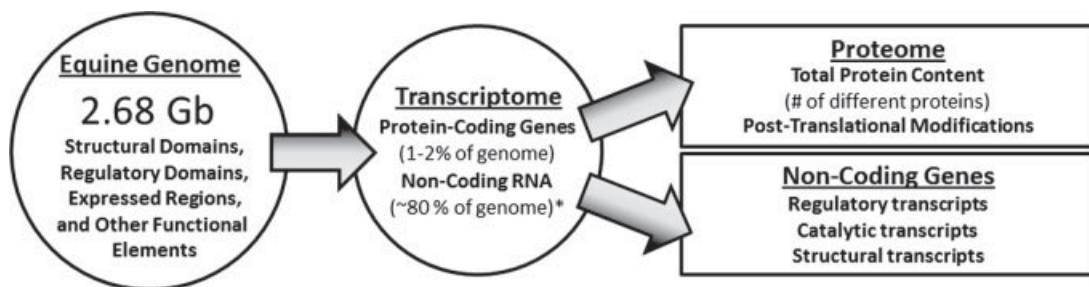 Equine Genome
2.68 Gb
Structural Domains,
Regulatory Domains,
Expressed Regions,
and Other Functional
Elements
Transcriptome
Protein-Coding Genes
(1-2% of genome)
Non-Coding RNA
(~80 % of genome)*
Proteome
Total Protein Content
(# of different proteins)
Post-Translational Modifications
Non-Coding Genes
Regulatory transcripts
Catalytic transcripts
Structural transcripts